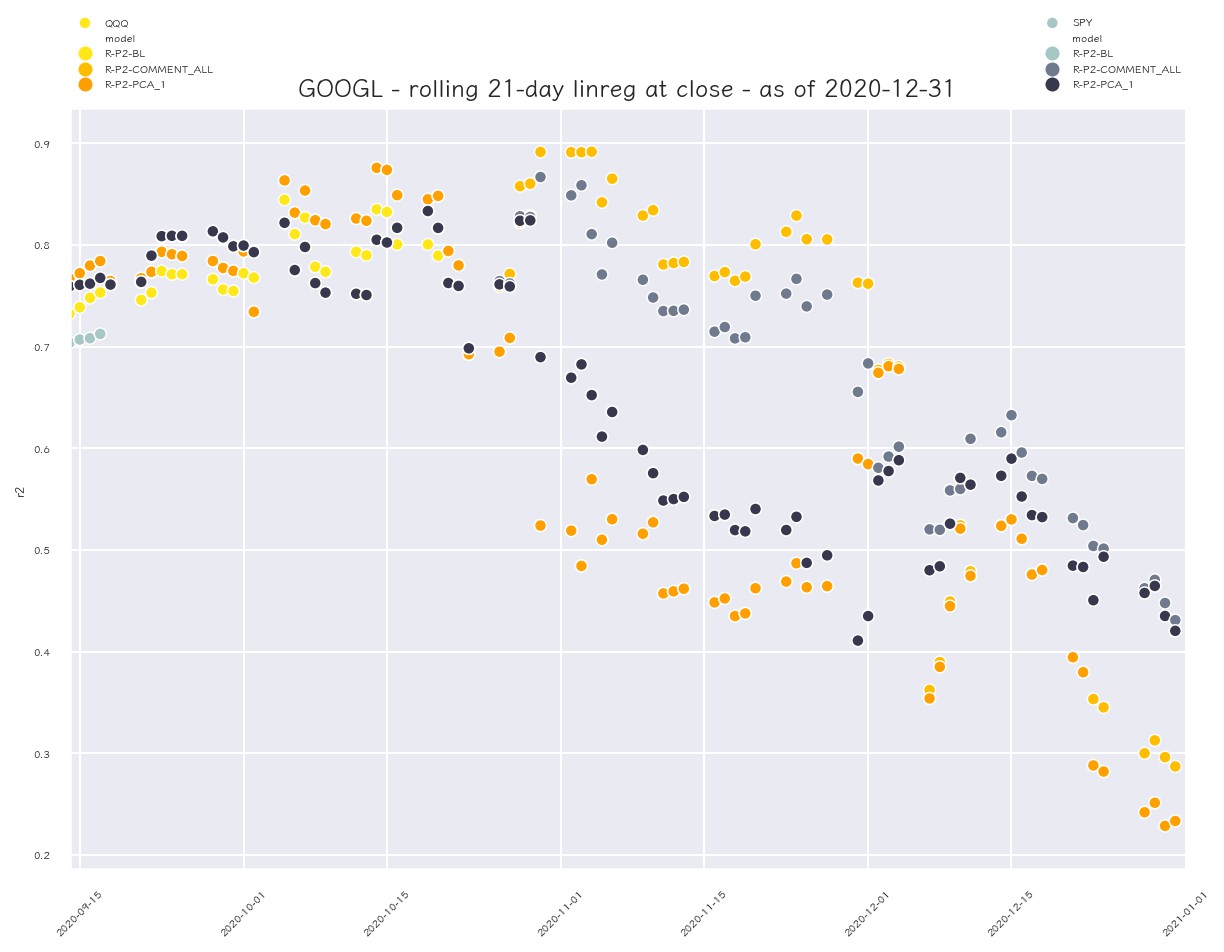 QQQ
model
R-P2-BL
R-P2-COMMENT_ALL
R-P2-PCA_1
SPY
model
R-P2-BL
R-P2-COMMENT_ALL
R-P2-PCA_1
GOOGL - rolling 21-day linreg at close - as of 2020-12-31
r2
0.9
0.8
0.7
0.6
0.5
0.4
0.3
0.2
2020-09-15
2020-10-01
2020-10-15
2020-11-01
2020-11-15
2020-12-01
2020-12-15
2021-01-01